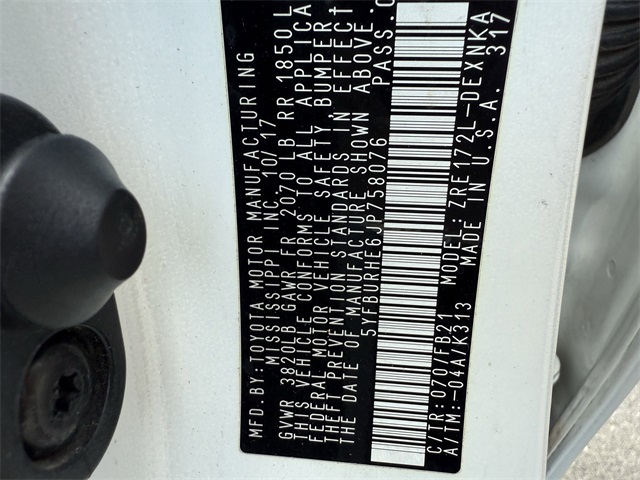 MFD.BY:TOYOTA MOTOR MANUFACTURING
MISSISSIPPI INC. 10/17
GVWR 3820LB GAWR FR 2070 LB RR 1850 L
THIS VEHICLE CONFORMS TO ALL APPLICA
FEDERAL MOTOR VEHICLE SAFETY, BUMPER
THEFT PREVENTION STANDARDS IN EFFECT
THE DATE OF MANUFACTURE SHOWN ABOVE.
5YFBURHE6JP758076 PASS.
C/TR:070/FB21 MODEL:ZRE172L-DEXNKA
A/TM:-04A/K313 MADE IN U.S.A. 317